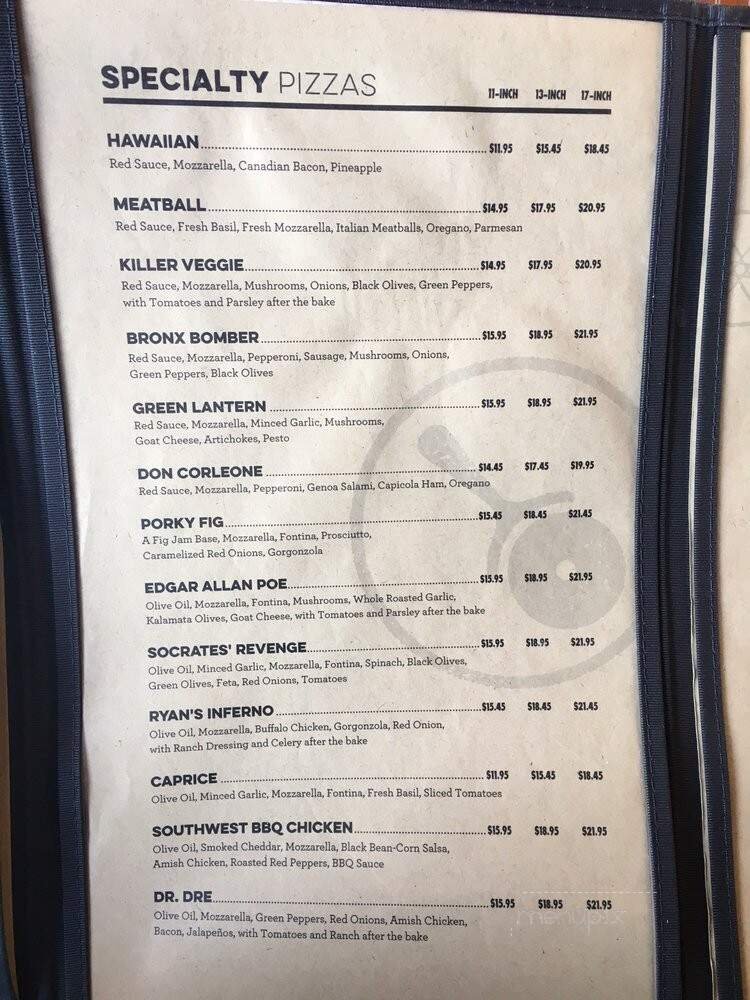 SPECIALTY PIZZAS 11-INCH 13-INCH 17-INCH
HAWAIIAN $11.95 $15.45 $18.45
Red Sauce, Mozzarella, Canadian Bacon, Pineapple
MEATBALL $14.95 $17.95 $20.95
Red Sauce, Fresh Basil, Fresh Mozzarella, Italian Meatballs, Oregano, Parmesan
KILLER VEGGIE $14.95 $17.95 $20.95
Red Sauce, Mozzarella, Mushrooms, Onions, Black Olives, Green Peppers,
with Tomatoes and Parsley after the bake
BRONX BOMBER $15.95 $18.95 $21.95
Red Sauce, Mozzarella, Pepperoni, Sausage, Mushrooms, Onions,
Green Peppers, Black Olives
GREEN LANTERN $15.95 $18.95 $21.95
Red Sauce, Mozzarella, Minced Garlic, Mushrooms,
Goat Cheese, Artichokes, Pesto
DON CORLEONE $14.45 $17.45 $19.95
Red Sauce, Mozzarella, Pepperoni, Genoa Salami, Capicola Ham, Oregano
PORKY FIG $15.45 $18.45 $21.45
A Fig Jam Base, Mozzarella, Fontina, Prosciutto,
Caramelized Red Onions, Gorgonzola
EDGAR ALLAN POE $15.95 $18.95 $21.95
Olive Oil, Mozzarella, Fontina, Mushrooms, Whole Roasted Garlic,
Kalamata Olives, Goat Cheese, with Tomatoes and Parsley after the bake
SOCRATES' REVENGE $15.95 $18.95 $21.95
Olive Oil, Minced Garlic, Mozzarella, Fontina, Spinach, Black Olives,
Green Olives, Feta, Red Onions, Tomatoes
RYAN'S INFERNO $15.45 $18.45 $21.45
Olive Oil, Mozzarella, Buffalo Chicken, Gorgonzola, Red Onion,
with Ranch Dressing and Celery after the bake
CAPRICE $11.95 $15.45 $18.45
Olive Oil, Minced Garlic, Mozzarella, Fontina, Fresh Basil, Sliced Tomatoes
SOUTHWEST BBQ CHICKEN $15.95 $18.95 $21.95
Olive Oil, Smoked Cheddar, Mozzarella, Black Bean-Corn Salsa,
Amish Chicken, Roasted Red Peppers, BBQ Sauce
DR. DRE $15.95 $18.95 $21.95
Olive Oil, Mozzarella, Green Peppers, Red Onions, Amish Chicken,
Bacon, Jalapeños, with Tomatoes and Ranch after the bake